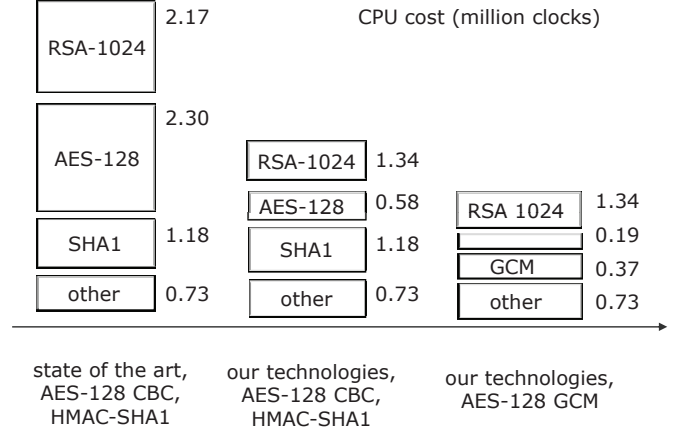 CPU cost (million clocks)
RSA-1024
2.17
AES-128
2.30
SHA1
1.18
other
0.73
RSA-1024
1.34
AES-128
0.58
SHA1
1.18
other
0.73
RSA 1024
1.34
0.19
GCM
0.37
other
0.73
state of the art,
AES-128 CBC,
HMAC-SHA1
our technologies,
AES-128 CBC,
HMAC-SHA1
our technologies,
AES-128 GCM